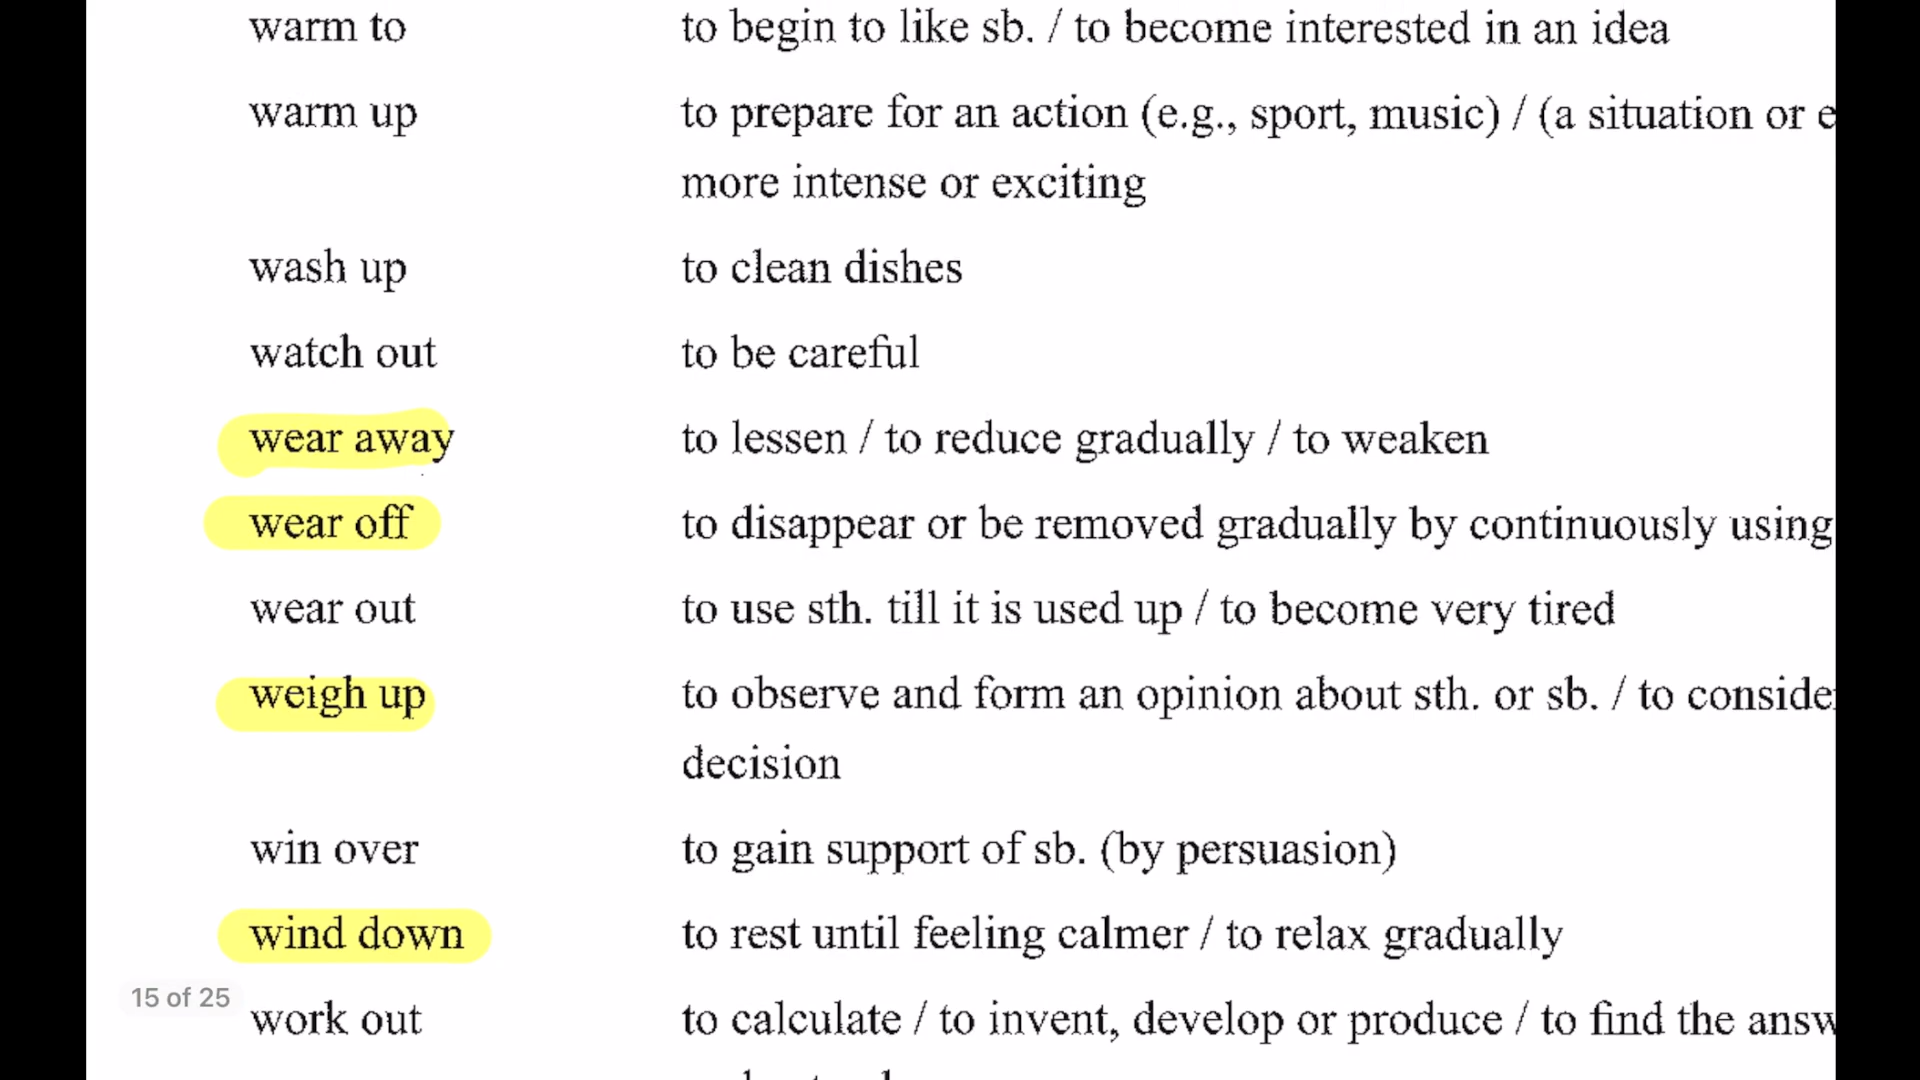 warm to to begin to like sb. / to become interested in an idea
warm up to prepare for an action (e.g., sport, music) / (a situation or
more intense or exciting
wash up to clean dishes
watch out to be careful
wear away to lessen / to reduce gradually / to weaken
wear off to disappear or be removed gradually by continuously using
wear out to use sth. till it is used up / to become very tired
weigh up to observe and form an opinion about sth. or sb. / to
decision
win over to gain support of sb. (by persuasion)
wind down to rest until feeling calmer / to relax gradually
15 of 25
work out to calculate / to invent, develop or produce / to find the